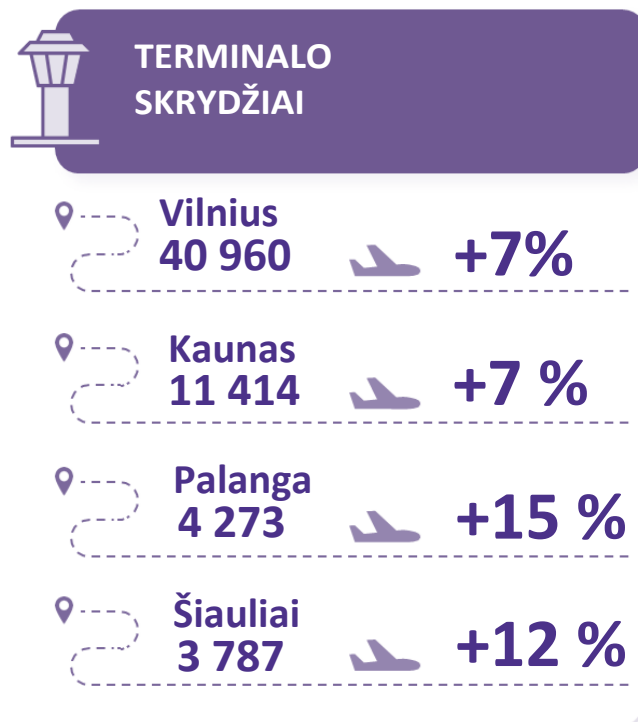 TERMINALO
SKRYDŽIAI
Vilnius
40 960
+7%
Kaunas
11 414
+7 %
Palanga
4 273
+15 %
Šiauliai
3 787
+12 %